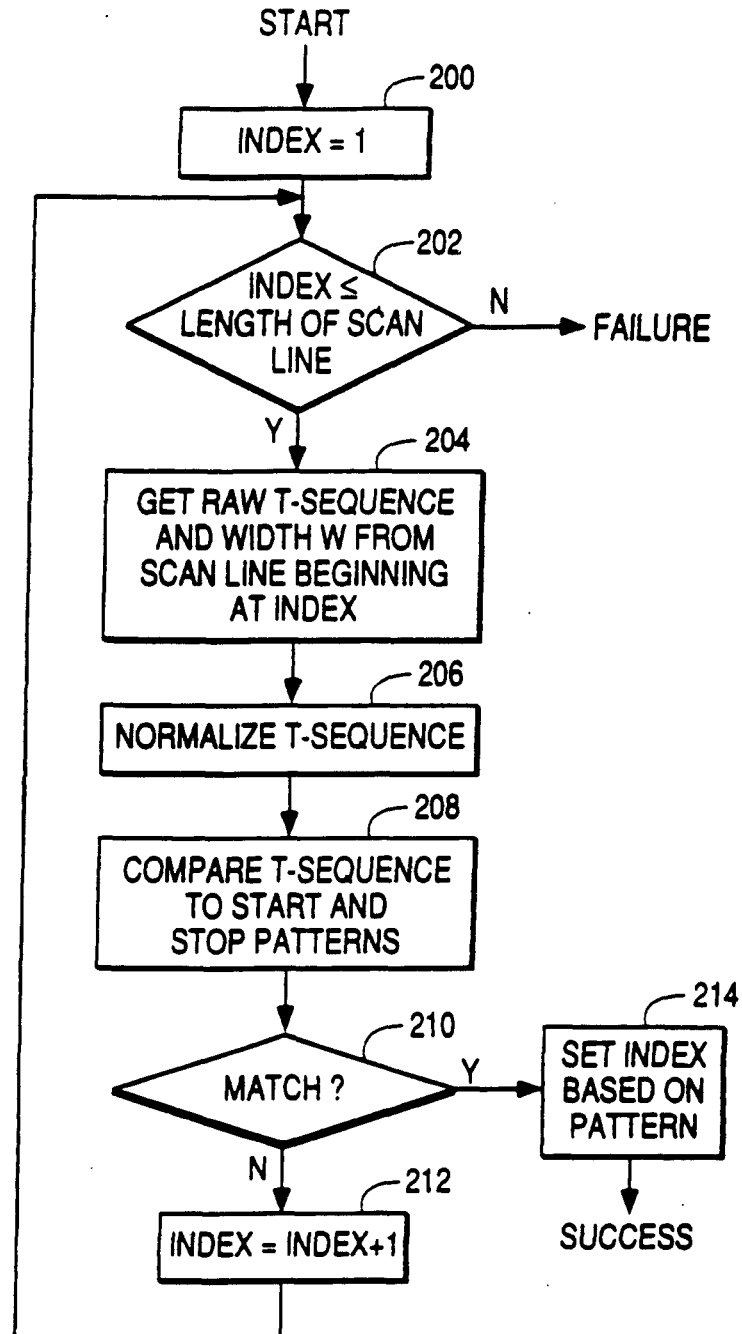 START
200
INDEX = 1
202
INDEX ≤
LENGTH OF SCAN
LINE
N
FAILURE
Y
204
GET RAW T-SEQUENCE
AND WIDTH W FROM
SCAN LINE BEGINNING
AT INDEX
206
NORMALIZE T-SEQUENCE
208
COMPARE T-SEQUENCE
TO START AND
STOP PATTERNS
210
MATCH ?
Y
214
SET INDEX
BASED ON
PATTERN
SUCCESS
N
212
INDEX = INDEX+1